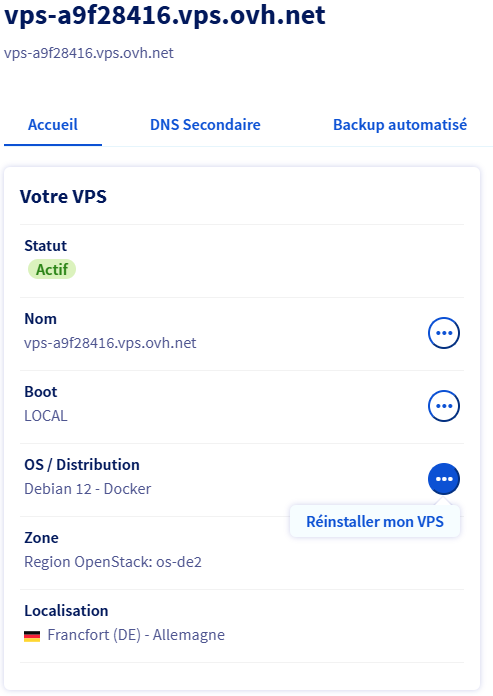 vps-a9f28416.vps.ovh.net
vps-a9f28416.vps.ovh.net
Accueil DNS Secondaire Backup automatisé
Votre VPS
Statut
Actif
Nom
vps-a9f28416.vps.ovh.net
Boot
LOCAL
OS / Distribution
Debian 12 - Docker
Réinstaller mon VPS
Zone
Region OpenStack: os-de2
Localisation
Francfort (DE) - Allemagne